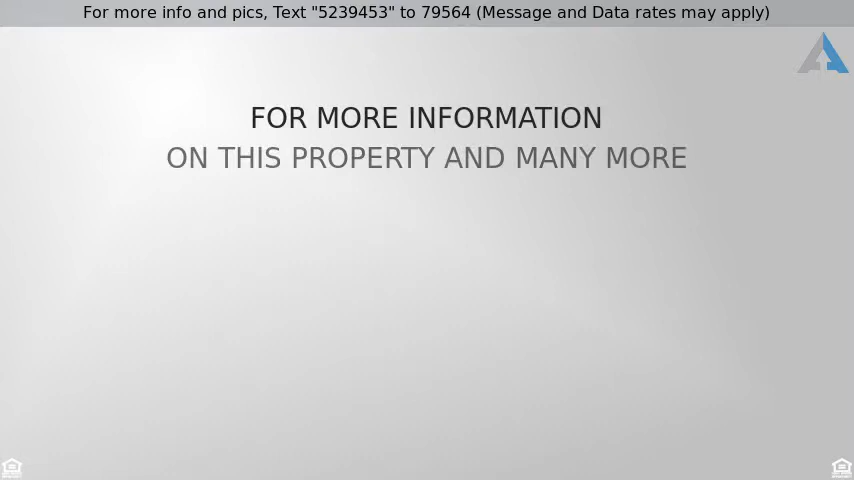 For more info and pics, Text "5239453" to 79564 (Message and Data rates may apply)
FOR MORE INFORMATION
ON THIS PROPERTY AND MANY MORE